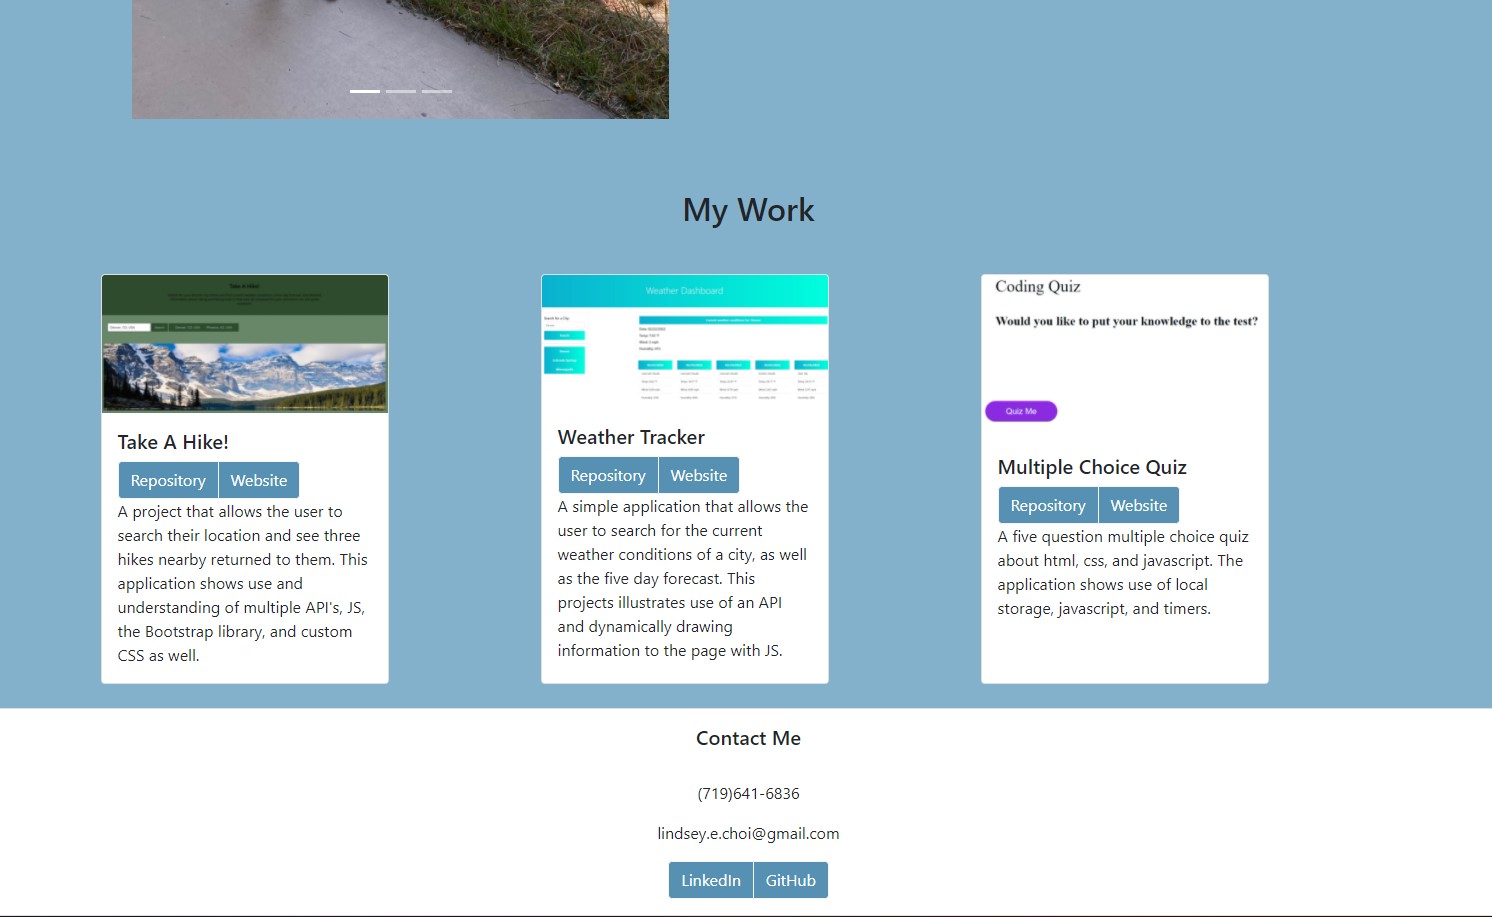 My Work
Take A Hike!
Weather Dashboard
Search for a City
Coding Quiz
Would you like to put your knowledge to the test?
Quiz Me
Take A Hike!
Repository Website
A project that allows the user to
search their location and see three
hikes nearby returned to them. This
application shows use and
understanding of multiple API's, JS,
the Bootstrap library, and custom
CSS as well.
Weather Tracker
Repository Website
A simple application that allows the
user to search for the current
weather conditions of a city, as well
as the five day forecast. This
projects illustrates use of an API
and dynamically drawing
information to the page with JS.
Multiple Choice Quiz
Repository Website
A five question multiple choice quiz
about html, css, and javascript. The
application shows use of local
storage, javascript, and timers.
Contact Me
(719)641-6836
lindsey.e.choi@gmail.com
LinkedIn GitHub